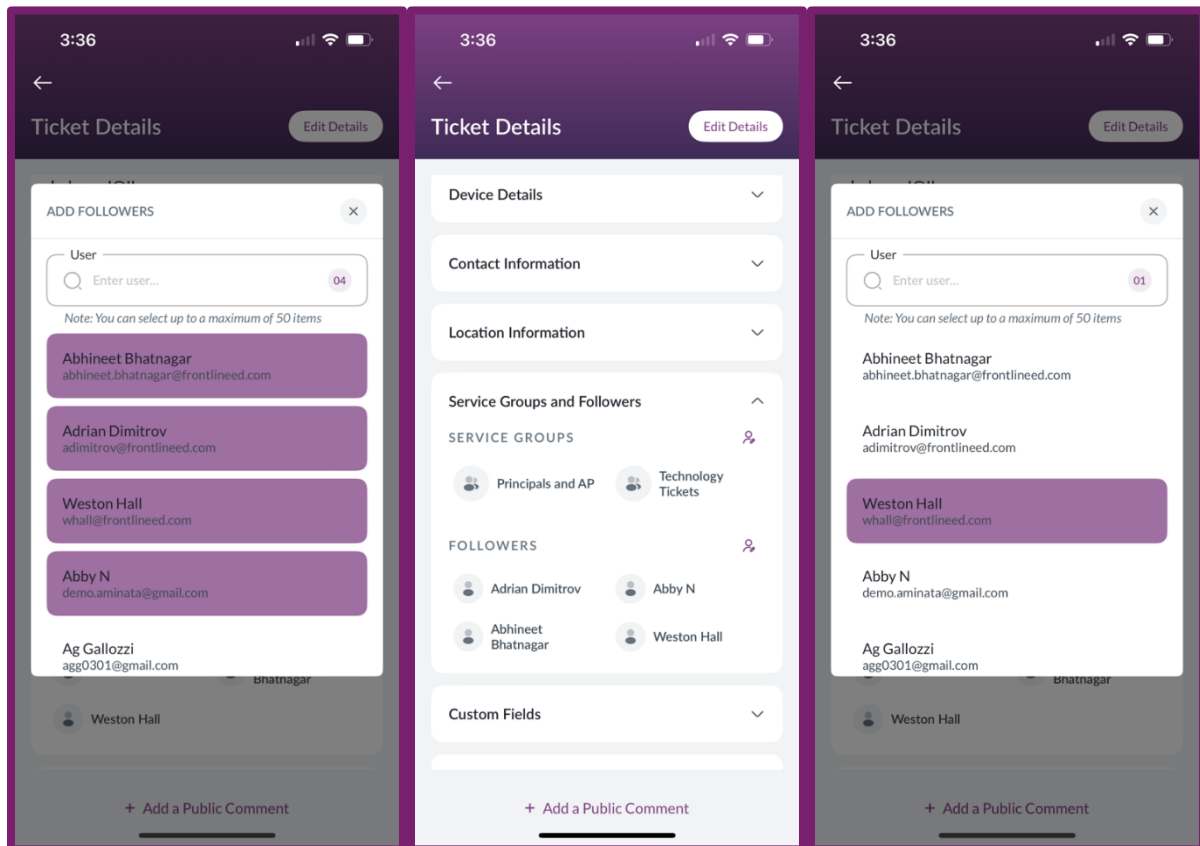 3:36
Ticket Details
Edit Details
ADD FOLLOWERS
User
Enter user...
04
Note: You can select up to a maximum of 50 items
Abhineet Bhatnagar
abhineet.bhatnagar@frontlineed.com
Adrian Dimitrov
adimitrov@frontlineed.com
Weston Hall
whall@frontlineed.com
Abby N
demo.aminata@gmail.com
Ag Gallozzi
agg0301@gmail.com
Bhatnagar
Weston Hall
+ Add a Public Comment
3:36
Ticket Details
Edit Details
Device Details
Contact Information
Location Information
Service Groups and Followers
SERVICE GROUPS
Principals and AP
Technology
Tickets
FOLLOWERS
Adrian Dimitrov
Abby N
Abhineet
Bhatnagar
Weston Hall
Custom Fields
+ Add a Public Comment
3:36
Ticket Details
Edit Details
ADD FOLLOWERS
User
Enter user...
01
Note: You can select up to a maximum of 50 items
Abhineet Bhatnagar
abhineet.bhatnagar@frontlineed.com
Adrian Dimitrov
adimitrov@frontlineed.com
Weston Hall
whall@frontlineed.com
Abby N
demo.aminata@gmail.com
Ag Gallozzi
agg0301@gmail.com
Bhatnagar
Weston Hall
+ Add a Public Comment